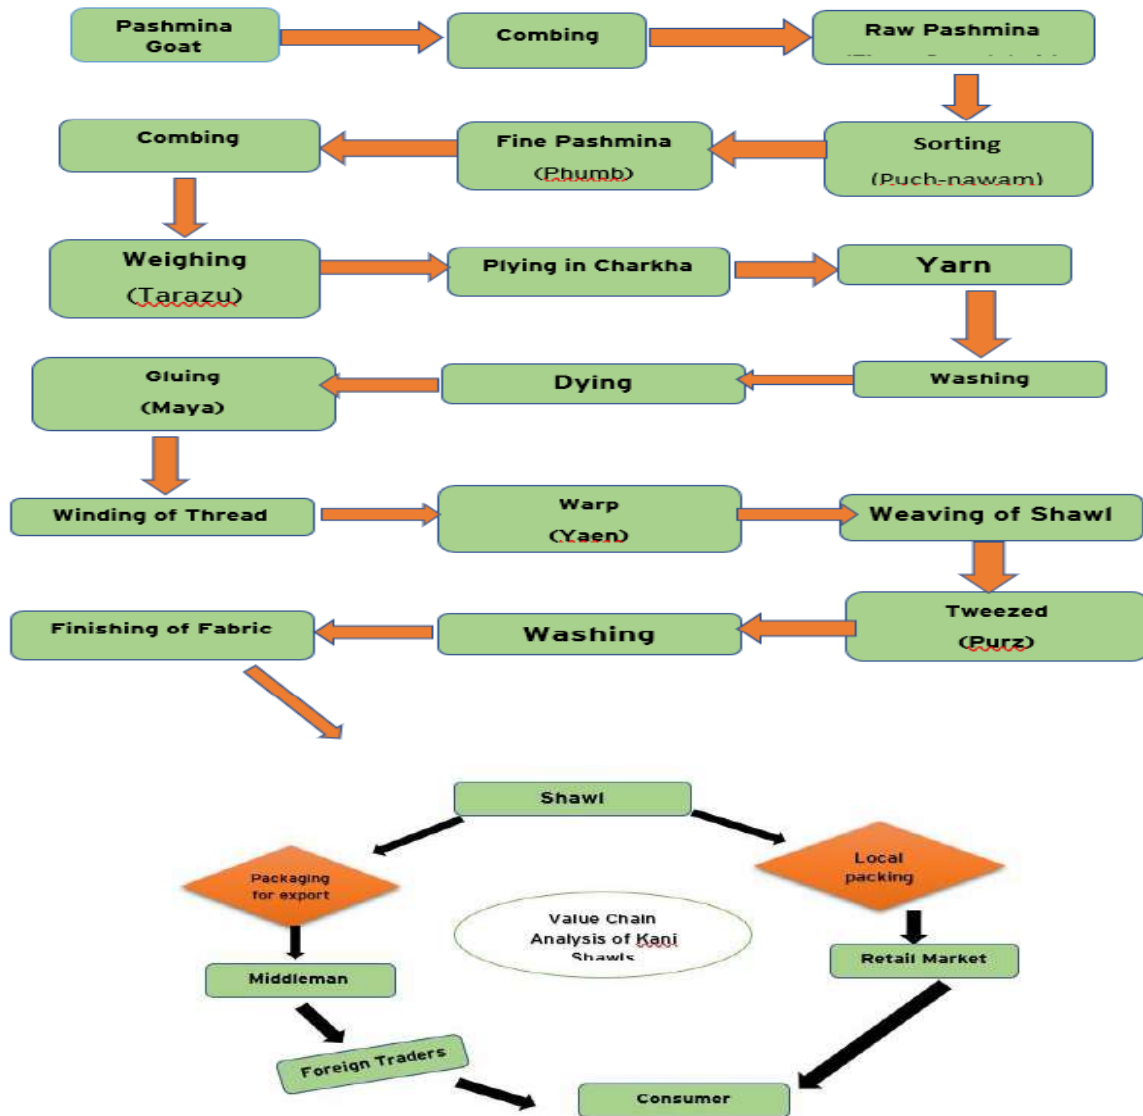 Pashmina
Goat
Combing
Raw Pashmina
Sorting
(Puch-nawam)
Fine Pashmina
(Phumb)
Combing
Weighing
(Tarazu)
Plying in Charkha
Yarn
Washing
Dying
Gluing
(Maya)
Winding of Thread
Warp
(Yaen)
Weaving of Shawl
Tweezed
(Purz)
Washing
Finishing of Fabric
Shawl
Packaging
for export
Local
packing
Value Chain
Analysis of Kani
Shawls
Middleman
Retail Market
Foreign Traders
Consumer